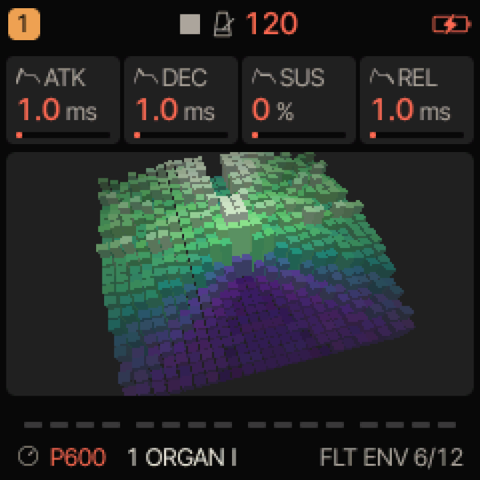 1 120
ATK DEC SUS REL
1.0 ms 1.0 ms 0 % 1.0 ms
P600 1 ORGAN I FLT ENV 6/12